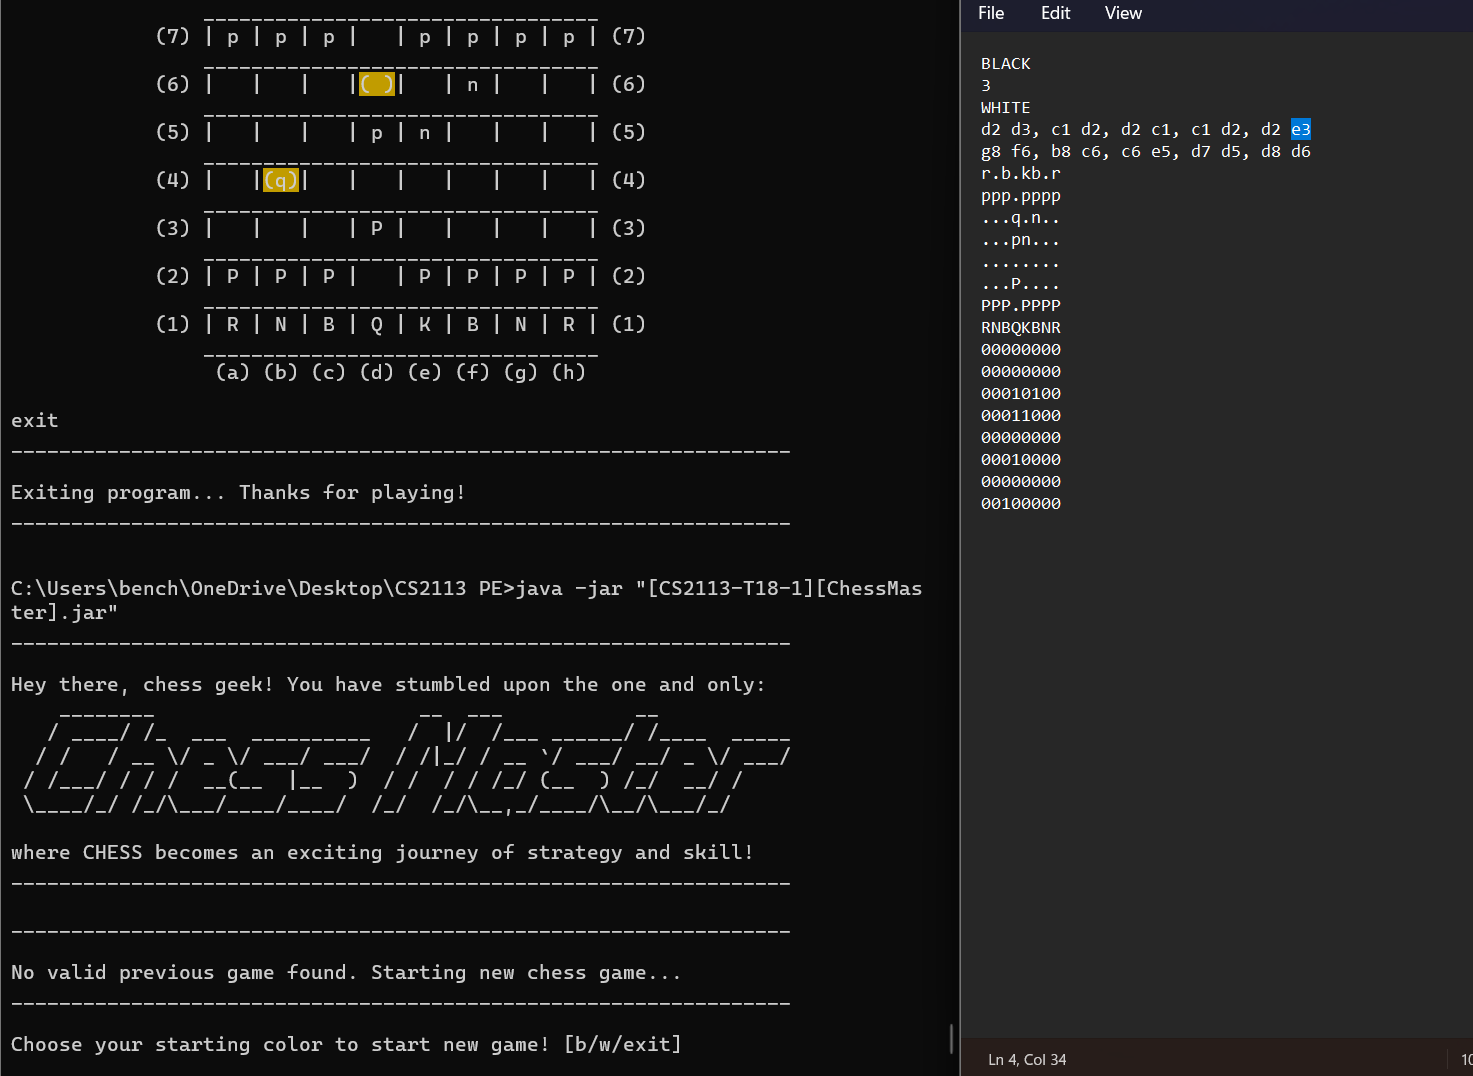 (7) | p | p | p |   | p | p | p | p | (7)
(6) |   |   |   |( )|   | n |   |   | (6)
(5) |   |   |   | p | n |   |   |   | (5)
(4) |   |(q)|   |   |   |   |   |   | (4)
(3) |   |   |   | P |   |   |   |   | (3)
(2) | P | P | P |   | P | P | P | P | (2)
(1) | R | N | B | Q | K | B | N | R | (1)
(a) (b) (c) (d) (e) (f) (g) (h)
exit
Exiting program... Thanks for playing!
C:\Users\bench\OneDrive\Desktop\CS2113 PE>java -jar "[CS2113-T18-1][ChessMas
ter].jar"
Hey there, chess geek! You have stumbled upon the one and only:
Chess Master
where CHESS becomes an exciting journey of strategy and skill!
No valid previous game found. Starting new chess game...
Choose your starting color to start new game! [b/w/exit]
File Edit View
BLACK
3
WHITE
d2 d3, c1 d2, d2 c1, c1 d2, d2 e3
g8 f6, b8 c6, c6 e5, d7 d5, d8 d6
r.b.kb.r
ppp.pppp
...q.n..
...pn...
........
...P....
PPP.PPPP
RNBQKBNR
00000000
00000000
00010100
00011000
00000000
00010000
00000000
00100000
Ln 4, Col 34